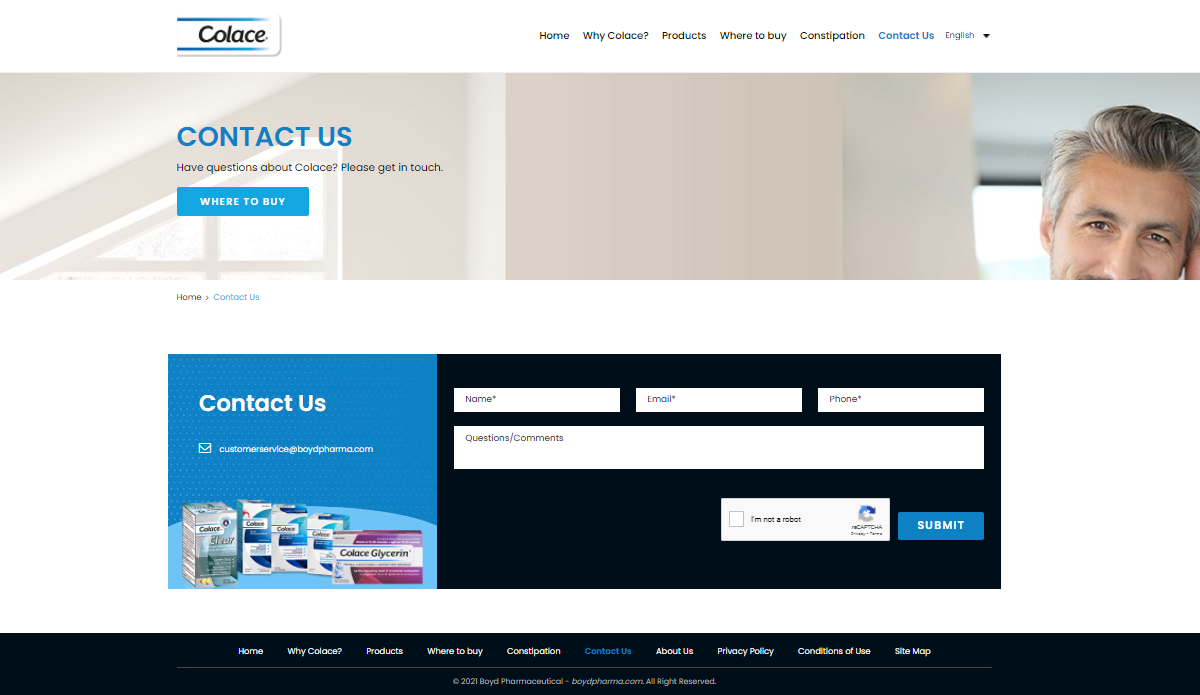 Colace
Home Why Colace? Products Where to buy Constipation Contact Us English
CONTACT US
Have questions about Colace? Please get in touch.
WHERE TO BUY
Home > Contact Us
Contact Us
customerservice@boydpharma.com
Colace
Clear
Colace
Colace
Colace
Colace Glycerin
Name*
Email*
Phone*
Questions/Comments
I'm not a robot
reCAPTCHA
Privacy - Terms
SUBMIT
Home Why Colace? Products Where to buy Constipation Contact Us About Us Privacy Policy Conditions of Use Site Map
© 2021 Boyd Pharmaceutical - boydpharma.com. All Right Reserved.